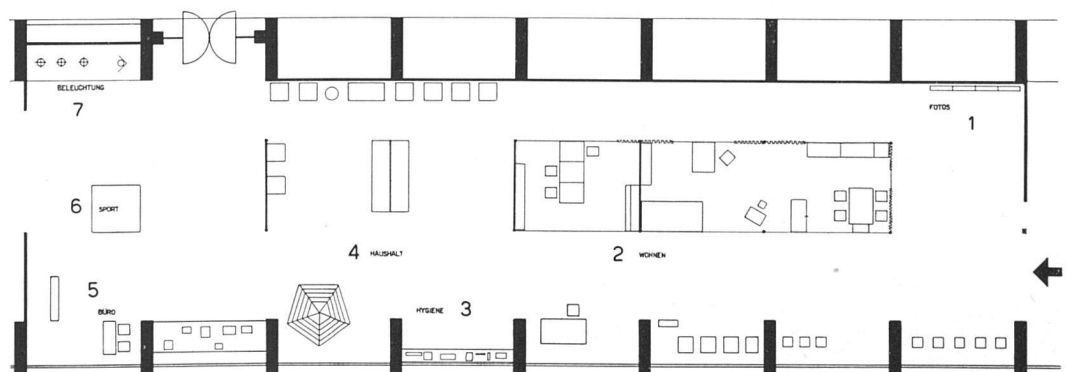 BELEUCHTUNG
7
FOTOS
1
6
SPORT
4
HAUSHALT
2
WOHNEN
5
BÜRO
HYGIENE
3